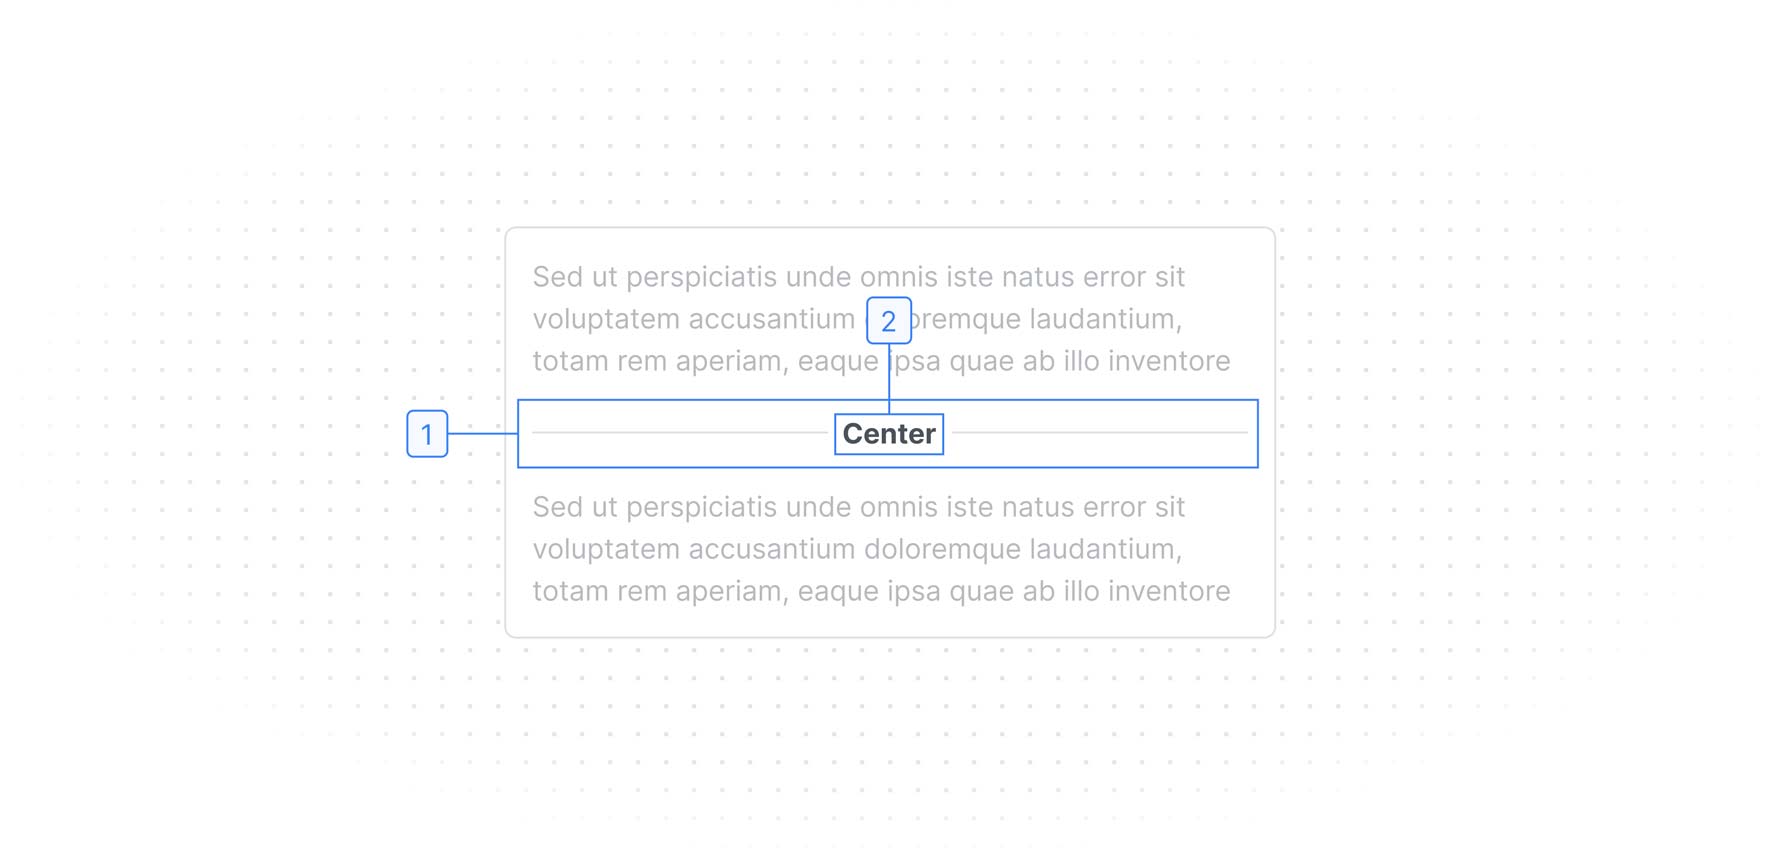 Sed ut perspiciatis unde omnis iste natus error sit
2
voluptatem accusantium laudantium,
totam rem aperiam, eaque ipsa quae ab illo inventore
1
Center
Sed ut perspiciatis unde omnis iste natus error sit
voluptatem accusantium doloremque laudantium,
totam rem aperiam, eaque ipsa quae ab illo inventore